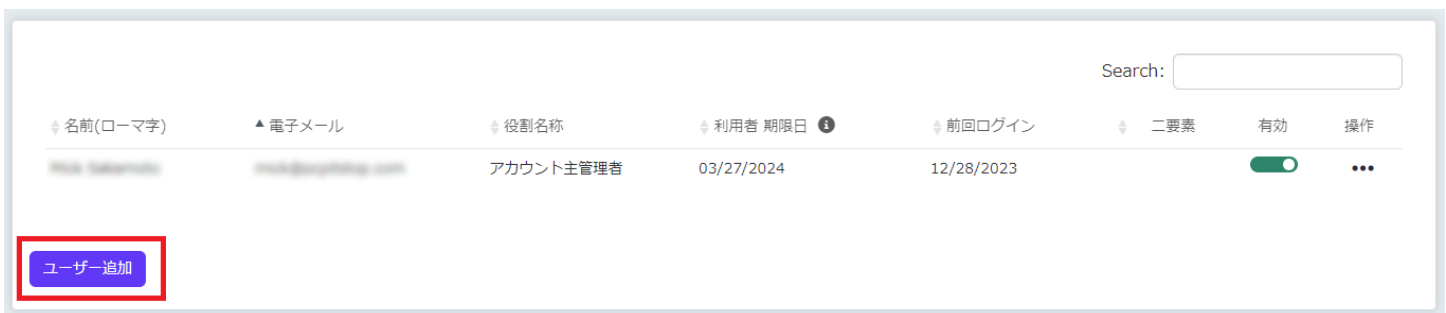 Search:
名前(ローマ字) 電子メール 役割名称 利用者 期限日 前回ログイン 二要素 有効 操作
アカウント主管理者 03/27/2024 12/28/2023
ユーザー追加